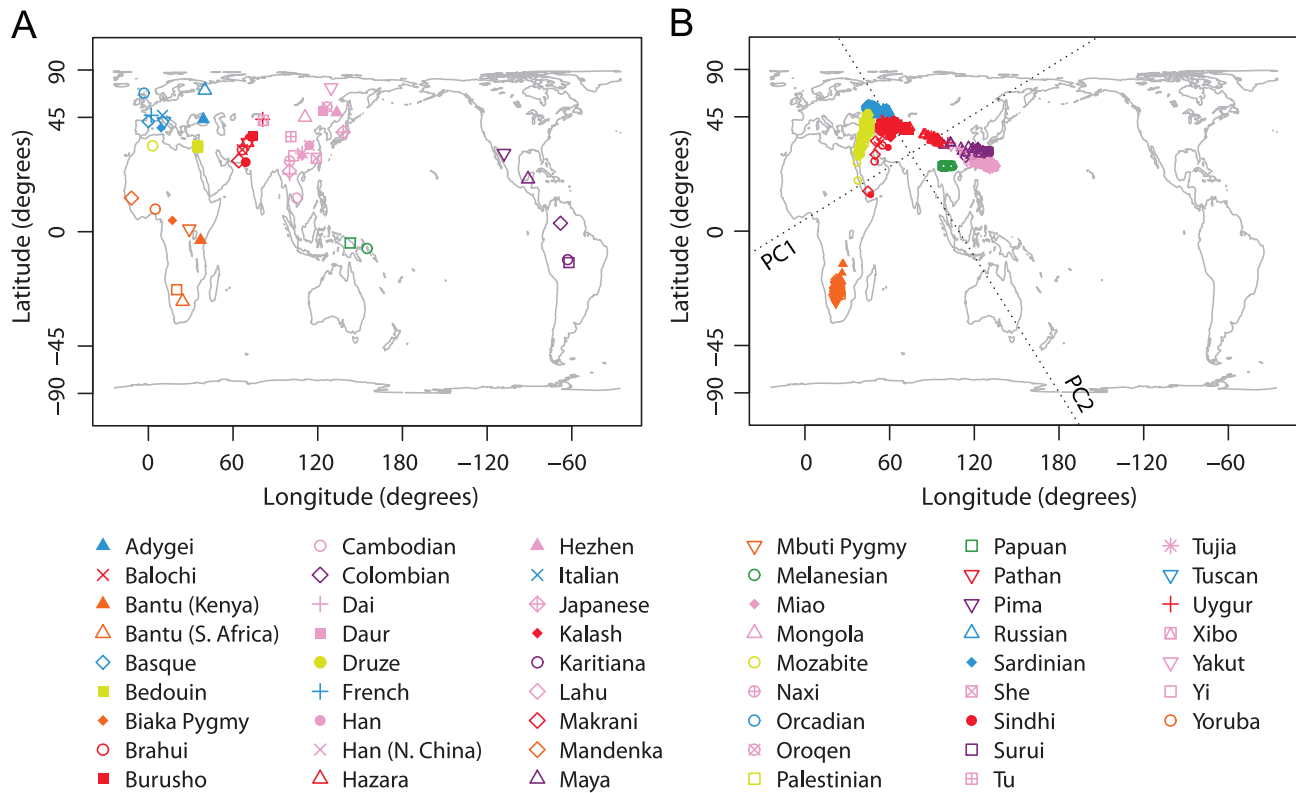 A
B
Latitude (degrees)
90
45
0
−45
−90
0
60
120
180
−120
−60
Longitude (degrees)
Latitude (degrees)
90
45
0
−45
−90
PC1
PC2
0
60
120
180
−120
−60
Longitude (degrees)
Adygei
Balochi
Bantu (Kenya)
Bantu (S. Africa)
Basque
Bedouin
Biaka Pygmy
Brahui
Burusho
Cambodian
Colombian
Dai
Daur
Druze
French
Han
Han (N. China)
Hazara
Hezhen
Italian
Japanese
Kalash
Karitiana
Lahu
Makrani
Mandenka
Maya
Mbuti Pygmy
Melanesian
Miao
Mongola
Mozabite
Naxi
Orcadian
Oroqen
Palestinian
Papuan
Pathan
Pima
Russian
Sardinian
She
Sindhi
Surui
Tu
Tujia
Tuscan
Uygur
Xibo
Yakut
Yi
Yoruba